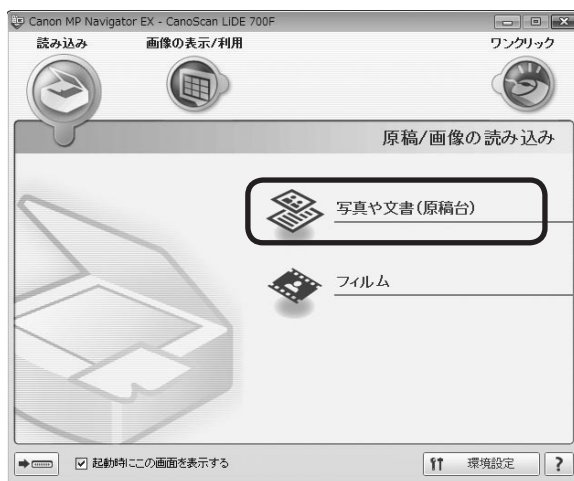 Canon MP Navigator EX - CanoScan LiDE 700F
読み込み 画像の表示/利用 ワンクリック
原稿/画像の読み込み
写真や文書(原稿台)
フィルム
起動時にこの画面を表示する 環境設定 ?